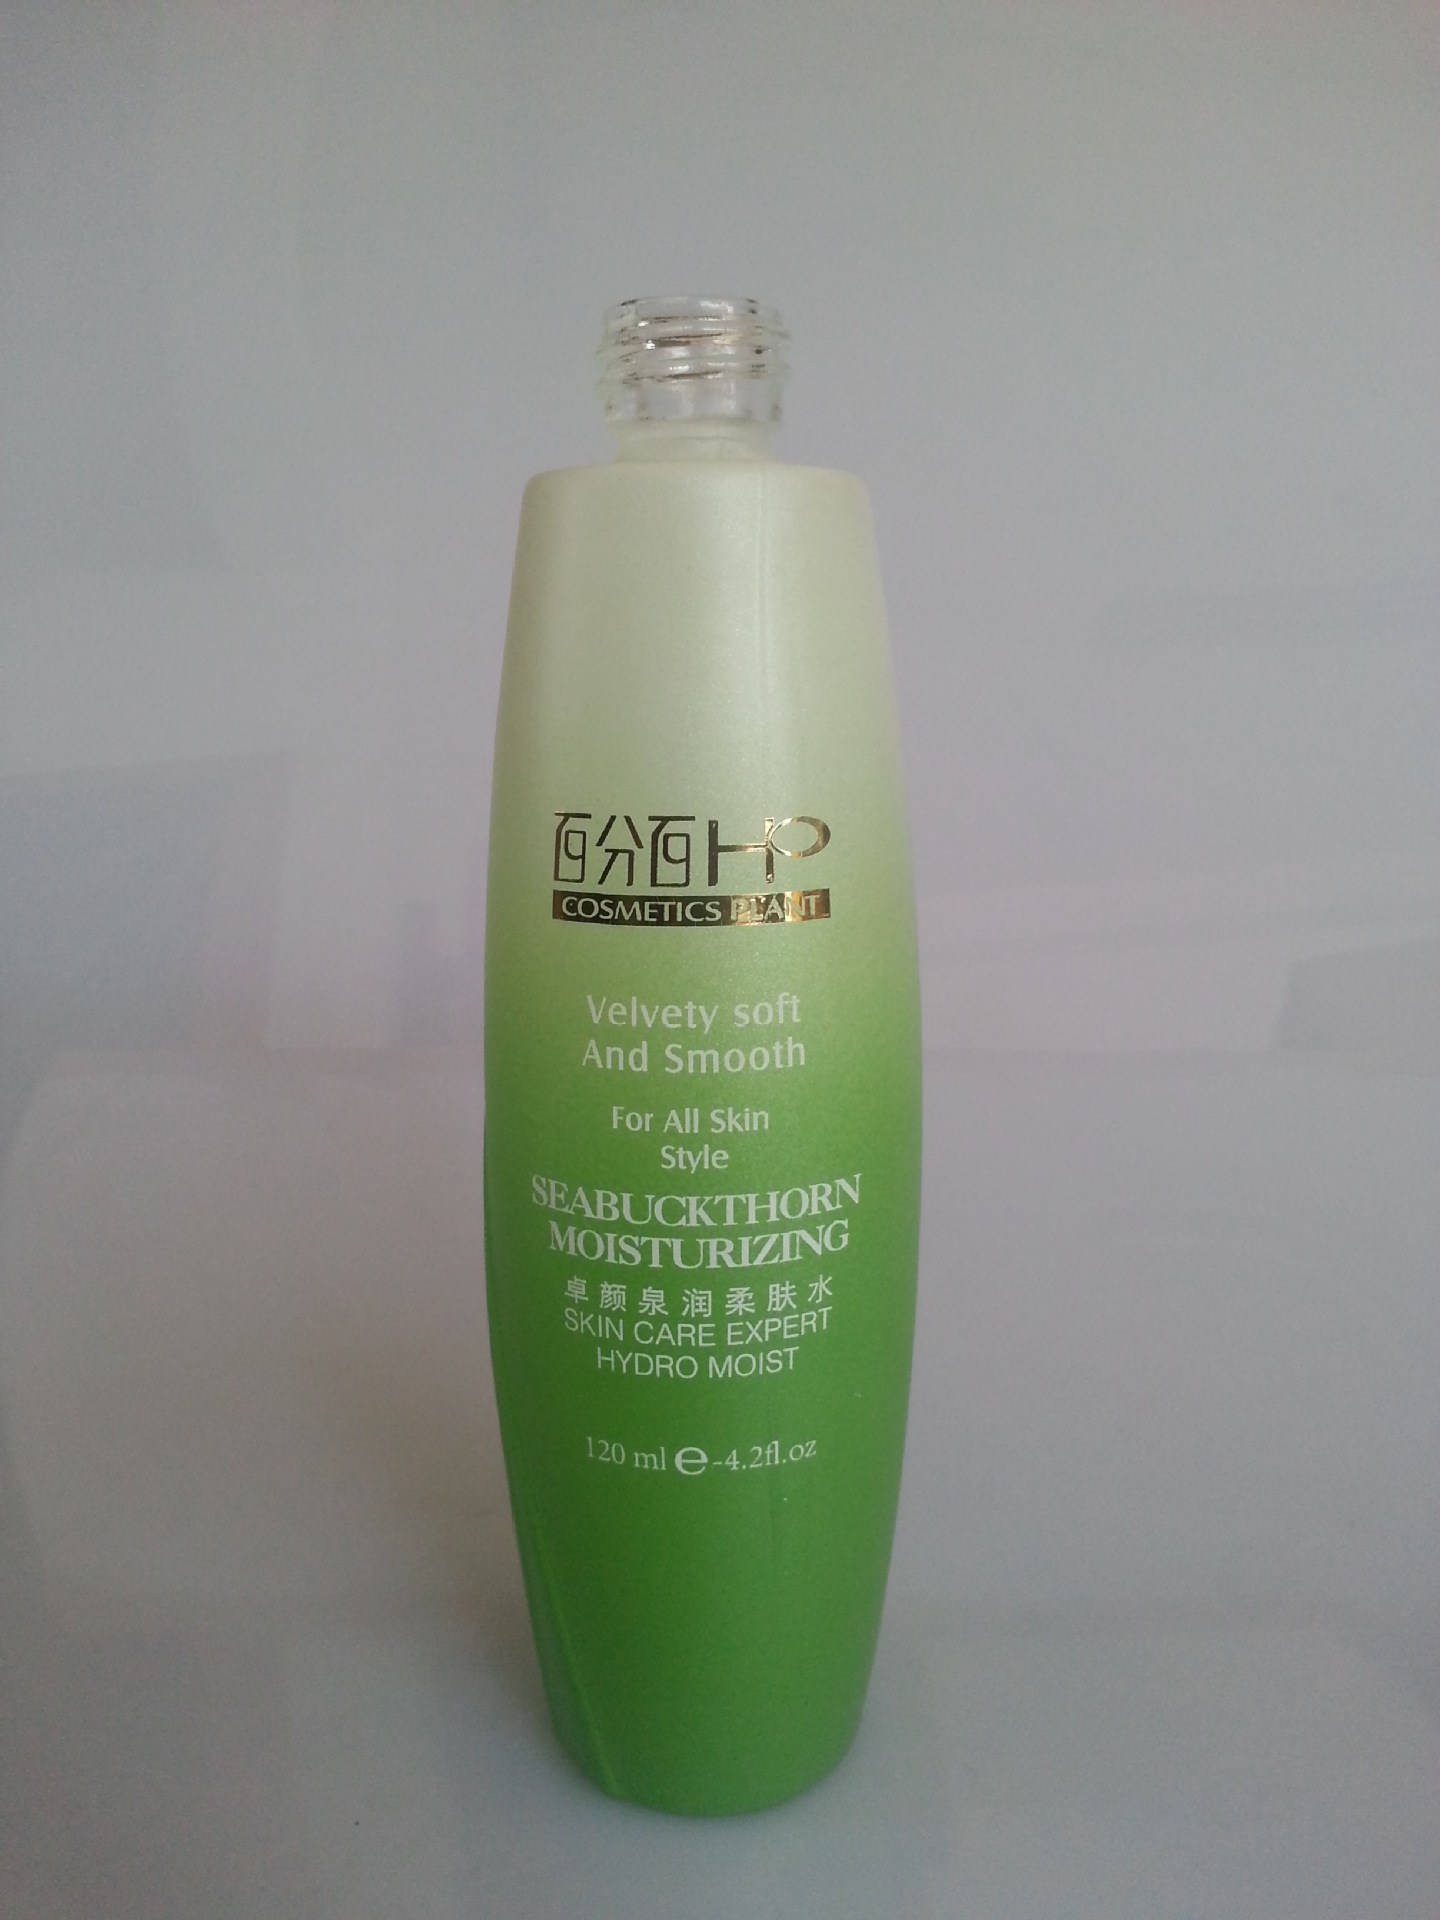 百分百HP
COSMETICS PLANT
Velvety soft
And Smooth
For All Skin
Style
SEABUCKTHORN
MOISTURIZING
卓颜泉润柔肤水
SKIN CARE EXPERT
HYDRO MOIST
120 ml e-4.2fl.oz